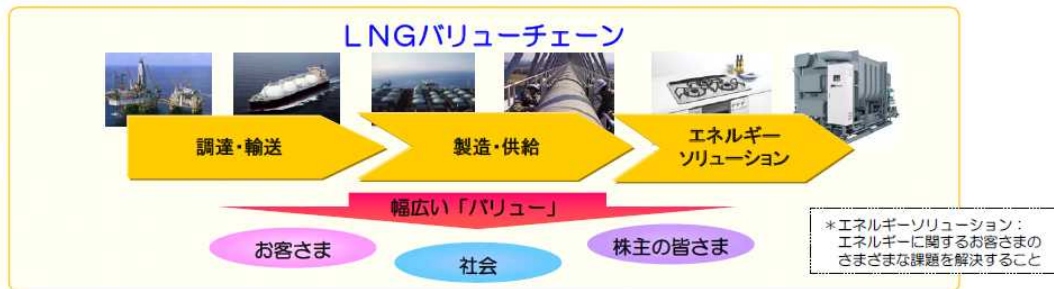 LNGバリューチェーン
調達・輸送
製造・供給
エネルギー
ソリューション
幅広い「バリュー」
お客さま
社会
株主の皆さま
*エネルギーソリューション:
エネルギーに関するお客さまの
さまざまな課題を解決すること